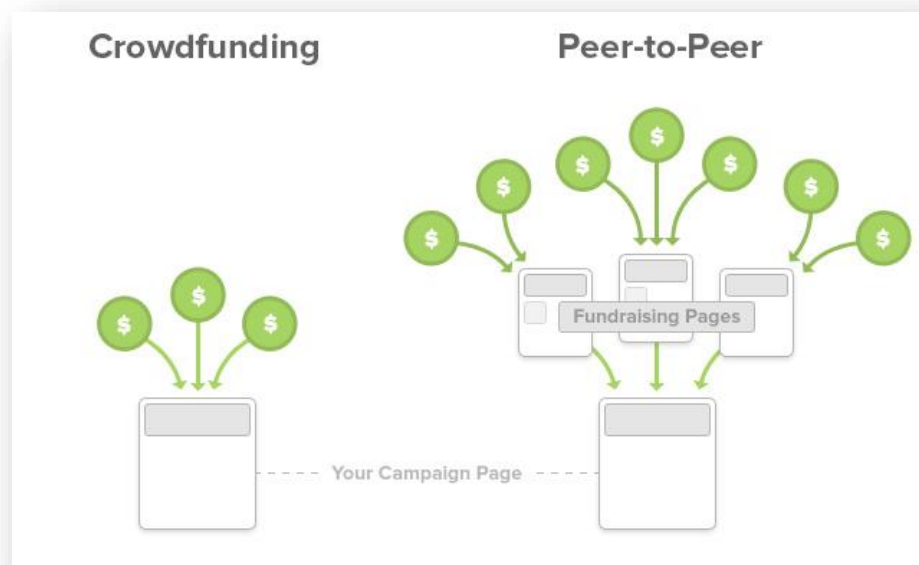 Crowdfunding
Peer-to-Peer
$
$
$
$
$
$
$
Fundraising Pages
$
$
$
Your Campaign Page